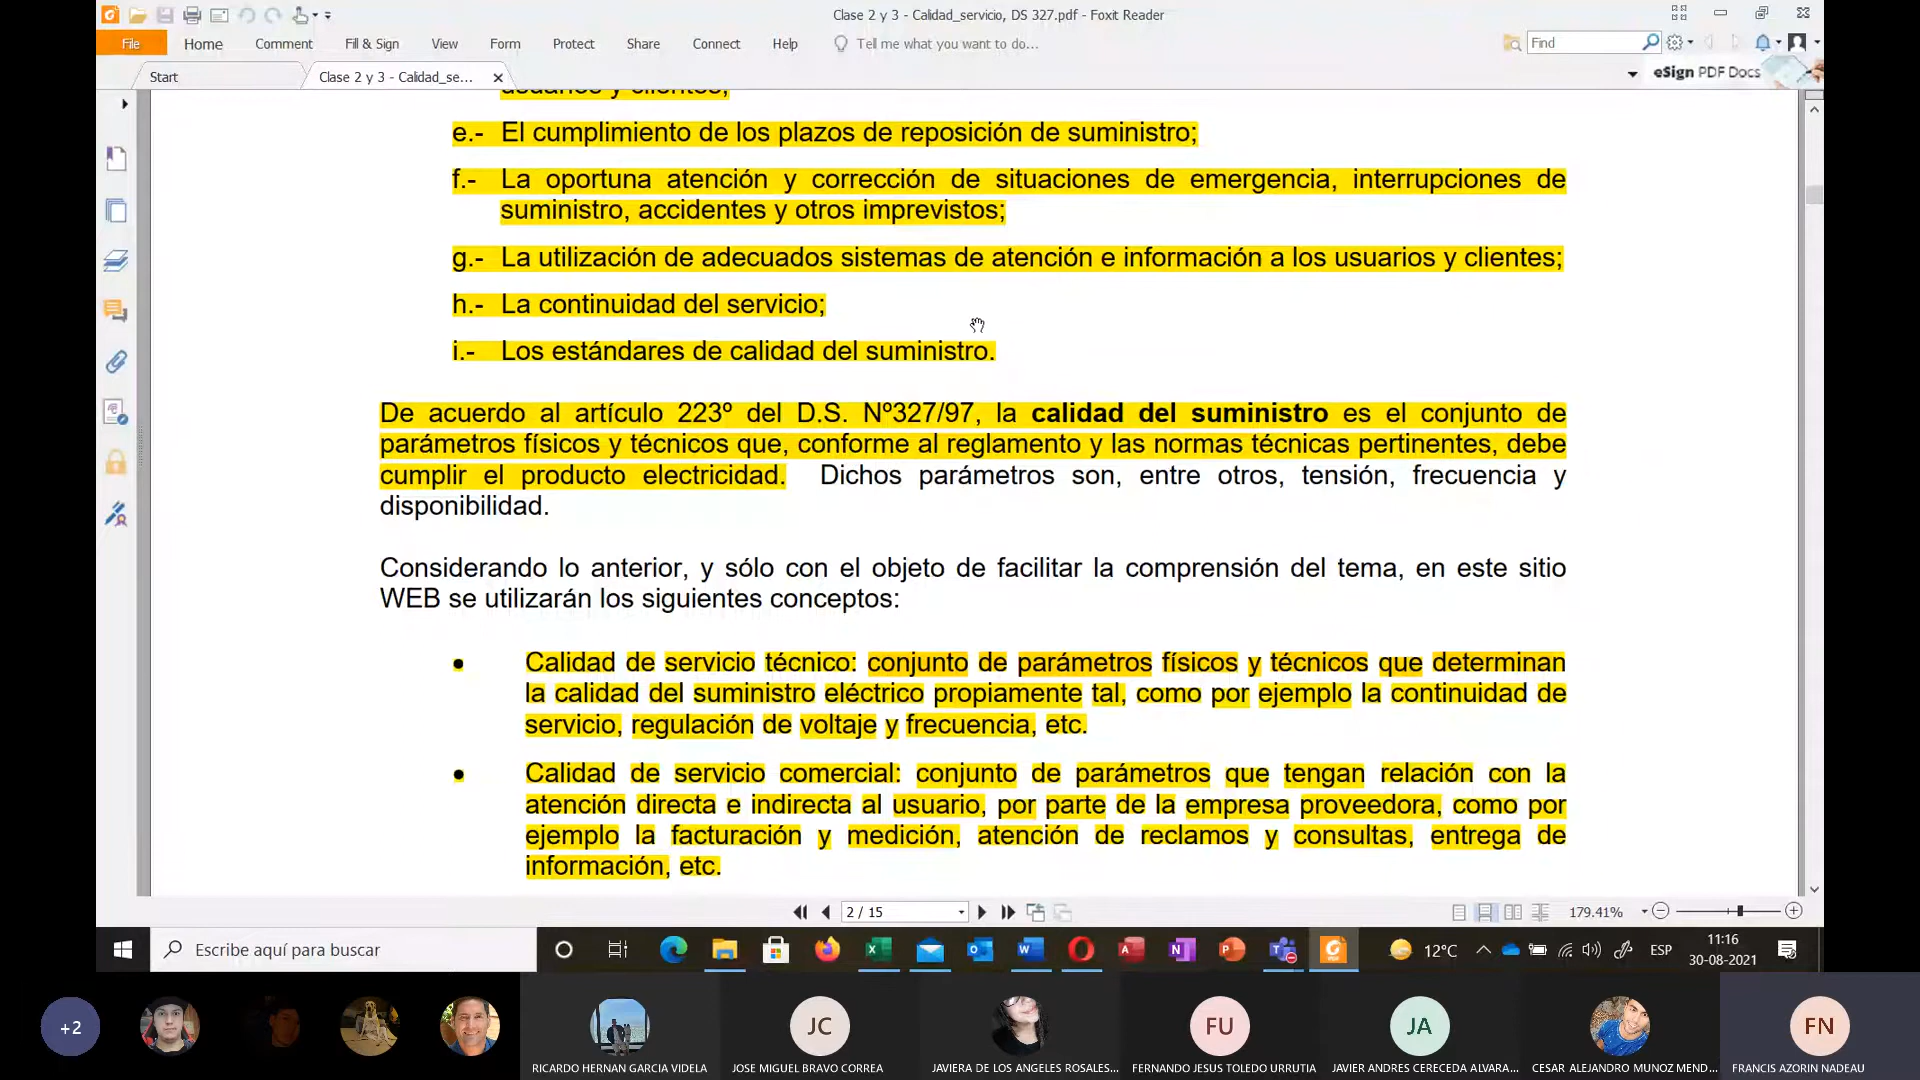 Clase 2 y 3 - Calidad_servicio, DS 327.pdf - Foxit Reader
File Home Comment Fill & Sign View Form Protect Share Connect Help Tell me what you want to do... Find
Start Clase 2 y 3 - Calidad_se... eSign PDF Docs
usuarios y clientes;
e.- El cumplimiento de los plazos de reposición de suministro;
f.- La oportuna atención y corrección de situaciones de emergencia, interrupciones de
suministro, accidentes y otros imprevistos;
g.- La utilización de adecuados sistemas de atención e información a los usuarios y clientes;
h.- La continuidad del servicio;
i.- Los estándares de calidad del suministro.
De acuerdo al artículo 223º del D.S. Nº327/97, la calidad del suministro es el conjunto de
parámetros físicos y técnicos que, conforme al reglamento y las normas técnicas pertinentes, debe
cumplir el producto electricidad. Dichos parámetros son, entre otros, tensión, frecuencia y
disponibilidad.
Considerando lo anterior, y sólo con el objeto de facilitar la comprensión del tema, en este sitio
WEB se utilizarán los siguientes conceptos:
• Calidad de servicio técnico: conjunto de parámetros físicos y técnicos que determinan
la calidad del suministro eléctrico propiamente tal, como por ejemplo la continuidad de
servicio, regulación de voltaje y frecuencia, etc.
• Calidad de servicio comercial: conjunto de parámetros que tengan relación con la
atención directa e indirecta al usuario, por parte de la empresa proveedora, como por
ejemplo la facturación y medición, atención de reclamos y consultas, entrega de
información, etc.
2 / 15 179.41%
Escribe aquí para buscar 12°C ESP 11:16
30-08-2021
+2 JC FU JA FN
RICARDO HERNAN GARCIA VIDELA JOSE MIGUEL BRAVO CORREA JAVIERA DE LOS ANGELES ROSALES... FERNANDO JESUS TOLEDO URRUTIA JAVIER ANDRES CERECEDA ALVARA... CESAR ALEJANDRO MUNOZ MEND... FRANCIS AZORIN NADEAU